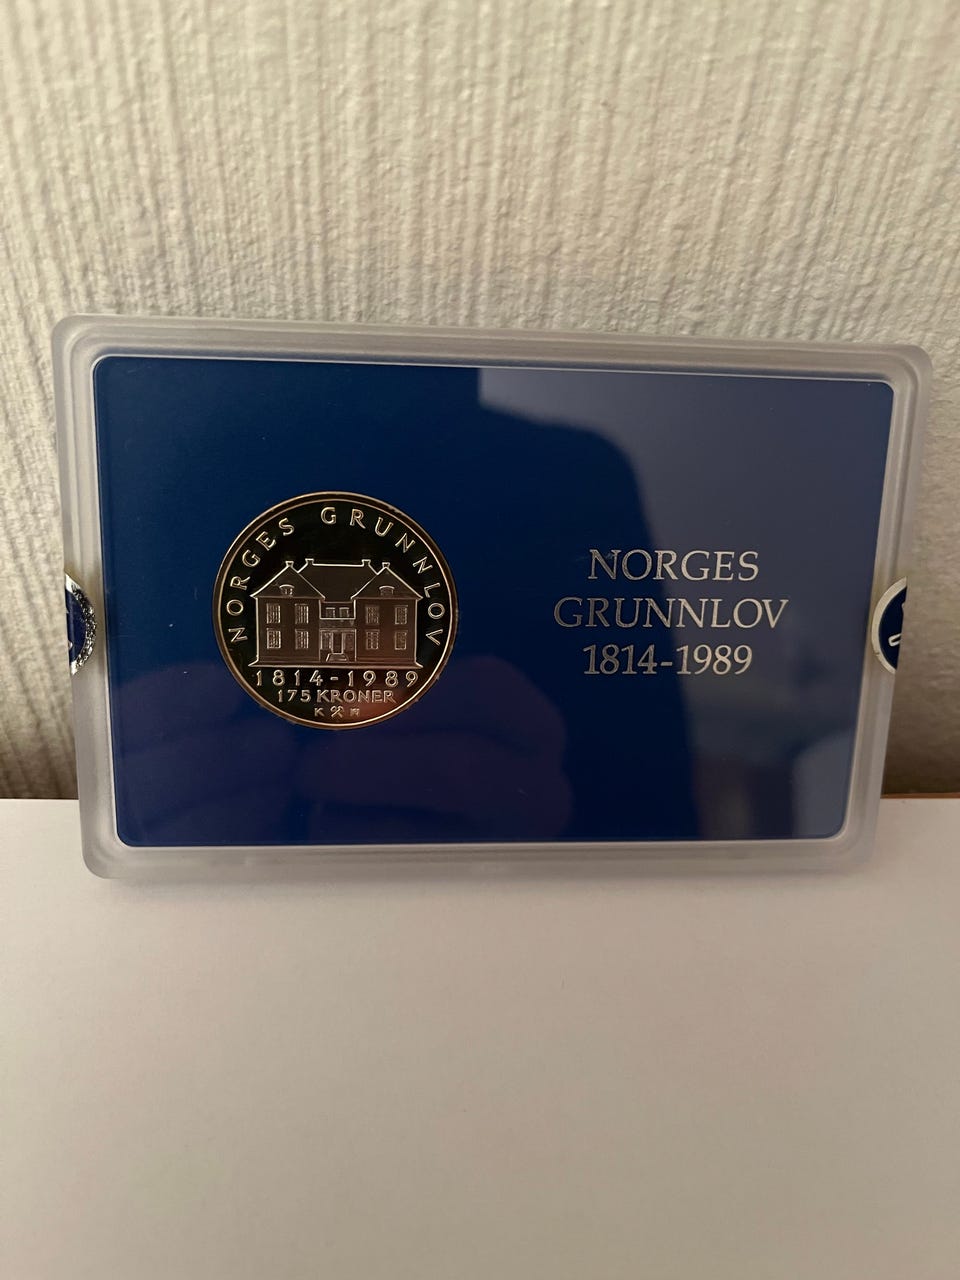 NORGES GRUNNLOV
1814-1989
175 KRONER
K
NORGES
GRUNNLOV
1814-1989